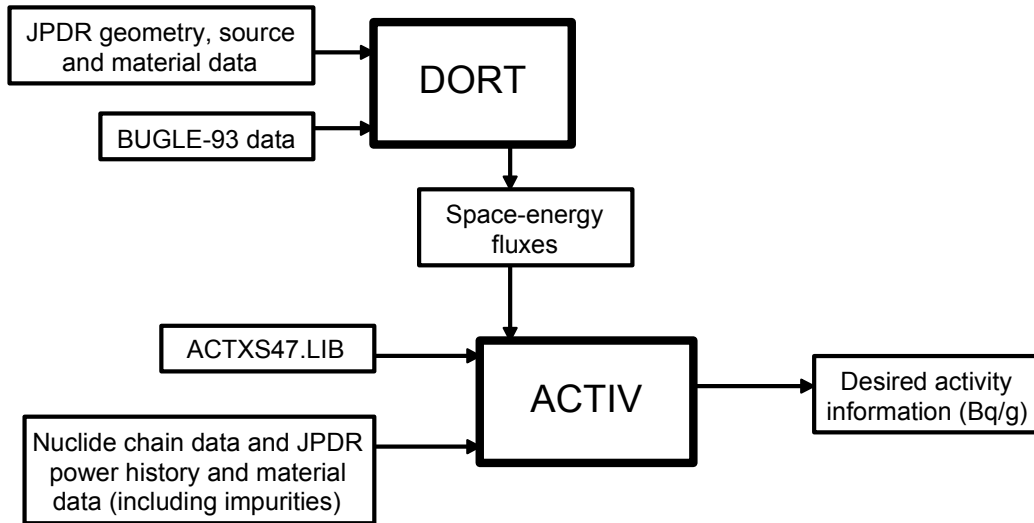 JPDR geometry, source
and material data
DORT
BUGLE-93 data
Space-energy
fluxes
ACTXS47.LIB
ACTIV
Desired activity
information (Bq/g)
Nuclide chain data and JPDR
power history and material
data (including impurities)